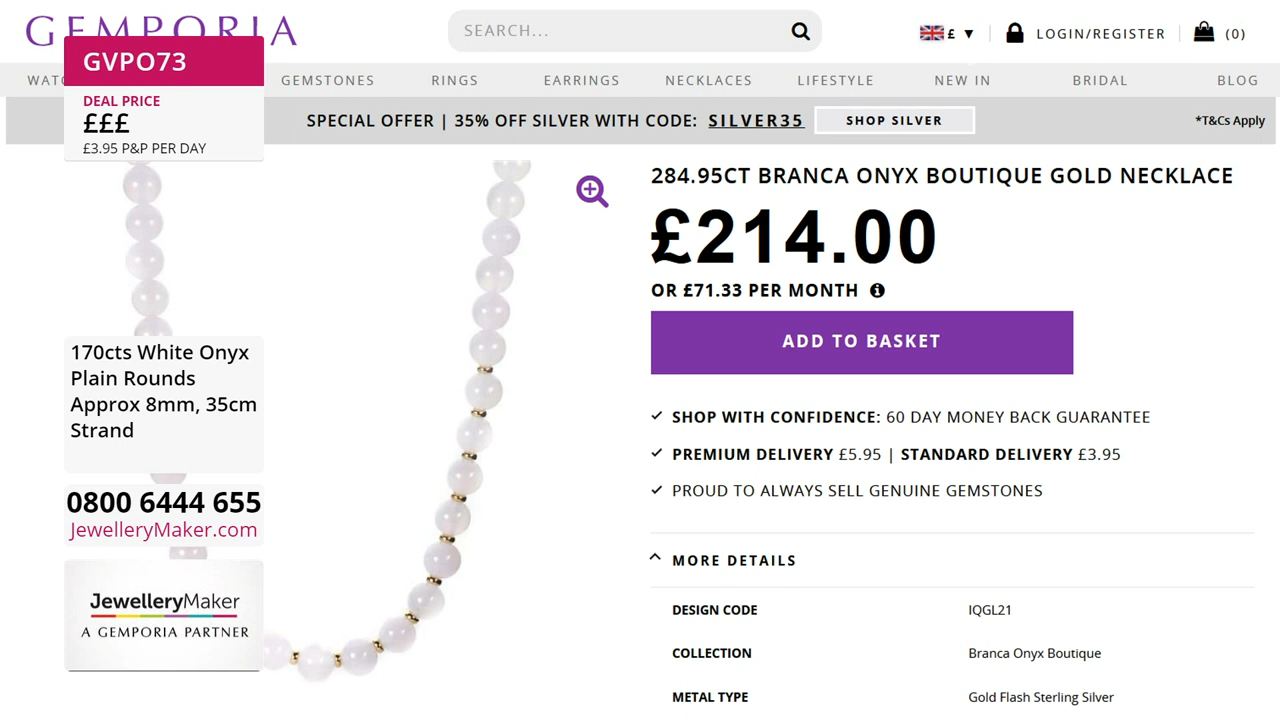 GEMPORIA
SEARCH...
£ ▼
LOGIN/REGISTER
(0)
GEMSTONES
RINGS
EARRINGS
NECKLACES
LIFESTYLE
NEW IN
BRIDAL
BLOG
SPECIAL OFFER | 35% OFF SILVER WITH CODE: SILVER35
SHOP SILVER
*T&Cs Apply
GVPO73
DEAL PRICE
£££
£3.95 P&P PER DAY
170cts White Onyx
Plain Rounds
Approx 8mm, 35cm
Strand
0800 6444 655
JewelleryMaker.com
JewelleryMaker
A GEMPORIA PARTNER
284.95CT BRANCA ONYX BOUTIQUE GOLD NECKLACE
£214.00
OR £71.33 PER MONTH
ADD TO BASKET
SHOP WITH CONFIDENCE: 60 DAY MONEY BACK GUARANTEE
PREMIUM DELIVERY £5.95 | STANDARD DELIVERY £3.95
PROUD TO ALWAYS SELL GENUINE GEMSTONES
MORE DETAILS
DESIGN CODE IQGL21
COLLECTION Branca Onyx Boutique
METAL TYPE Gold Flash Sterling Silver